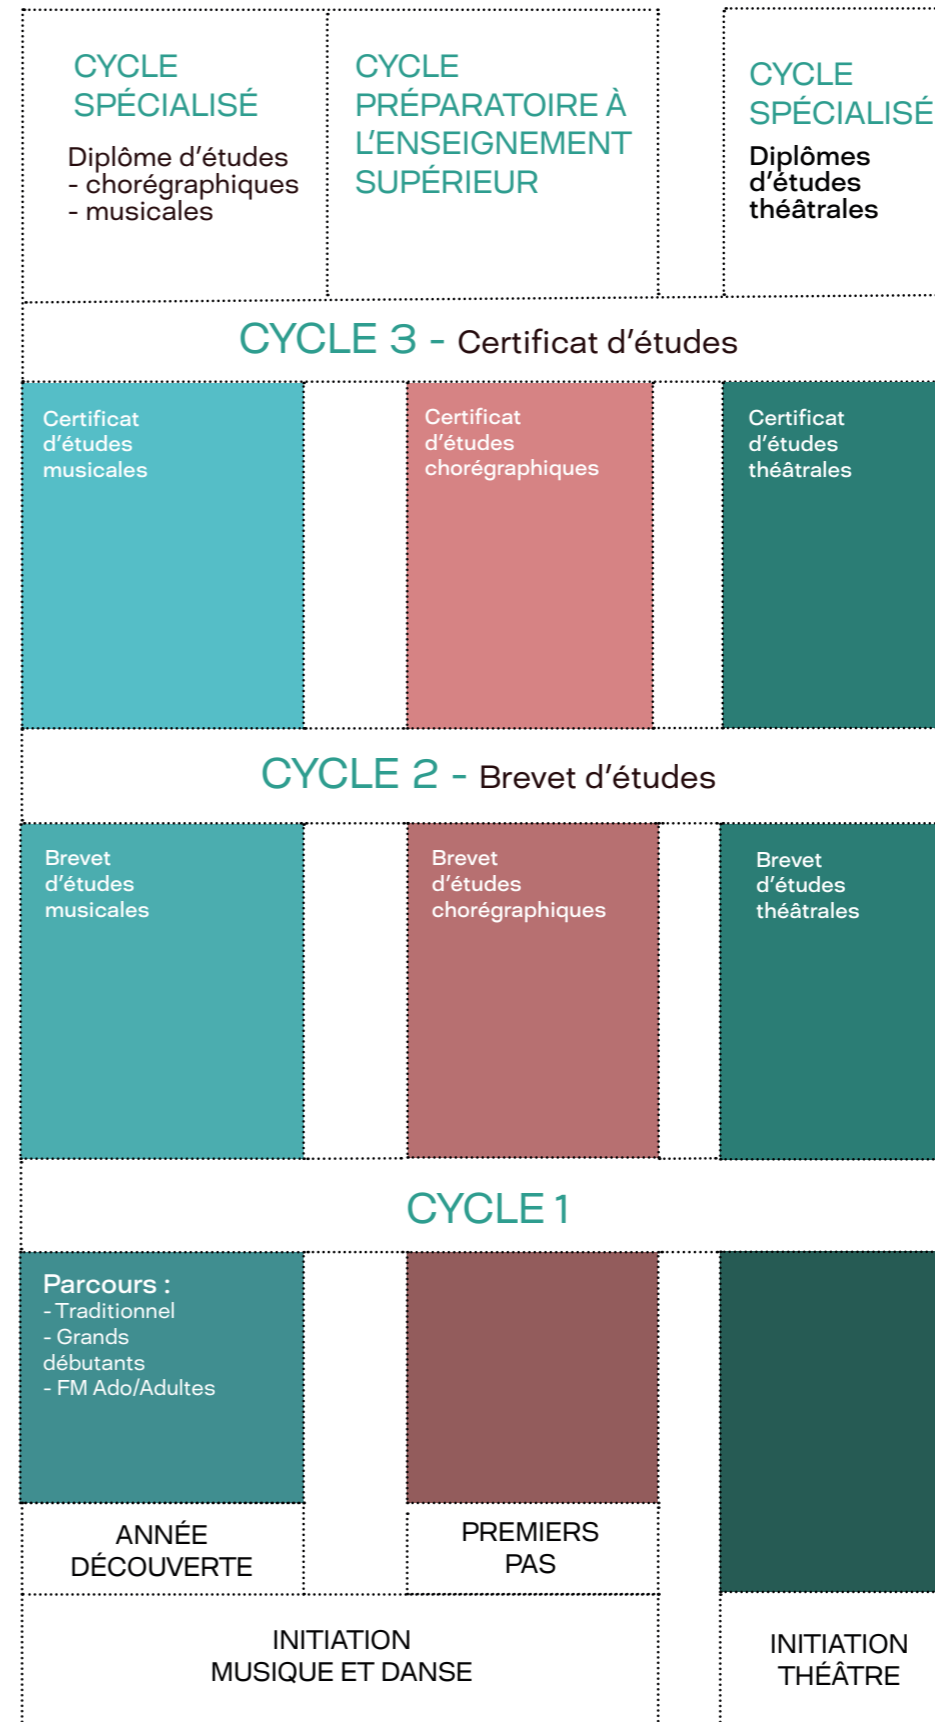 CYCLE
SPÉCIALISÉ
Diplôme d’études
- chorégraphiques
- musicales
CYCLE
PRÉPARATOIRE À
L’ENSEIGNEMENT
SUPÉRIEUR
CYCLE
SPÉCIALISÉ
Diplômes
d’études
théâtrales
CYCLE 3 - Certificat d’études
Certificat
d’études
musicales
Certificat
d’études
chorégraphiques
Certificat
d’études
théâtrales
CYCLE 2 - Brevet d’études
Brevet
d’études
musicales
Brevet
d’études
chorégraphiques
Brevet
d’études
théâtrales
CYCLE 1
Parcours :
- Traditionnel
- Grands
débutants
- FM Ado/Adultes
ANNÉE
DÉCOUVERTE
PREMIERS
PAS
INITIATION
MUSIQUE ET DANSE
INITIATION
THÉÂTRE